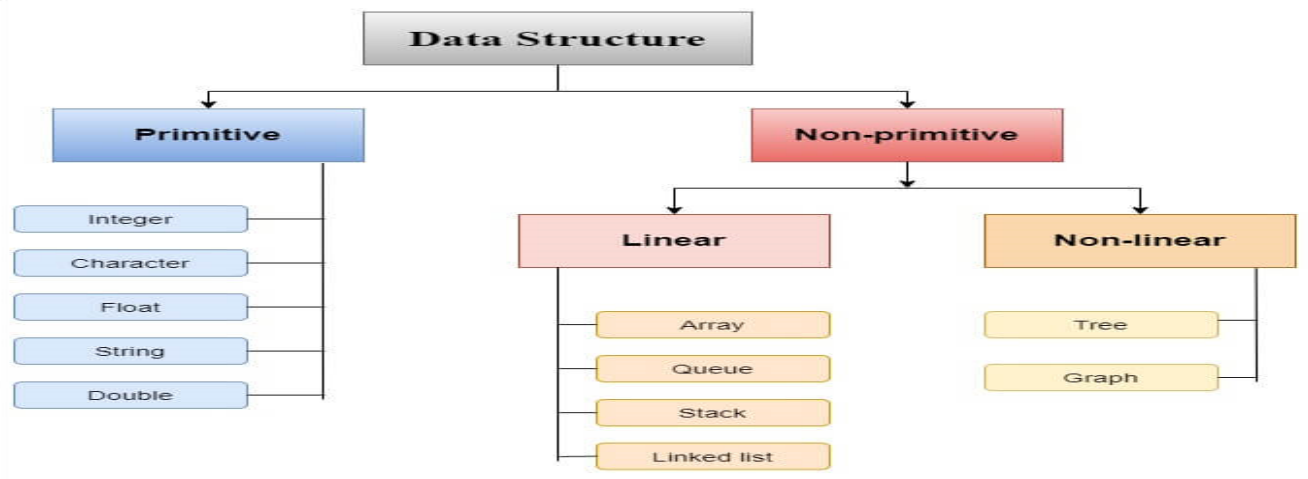 Data Structure
Primitive
Non-primitive
Integer
Character
Float
String
Double
Linear
Non-linear
Array
Queue
Stack
Linked list
Tree
Graph